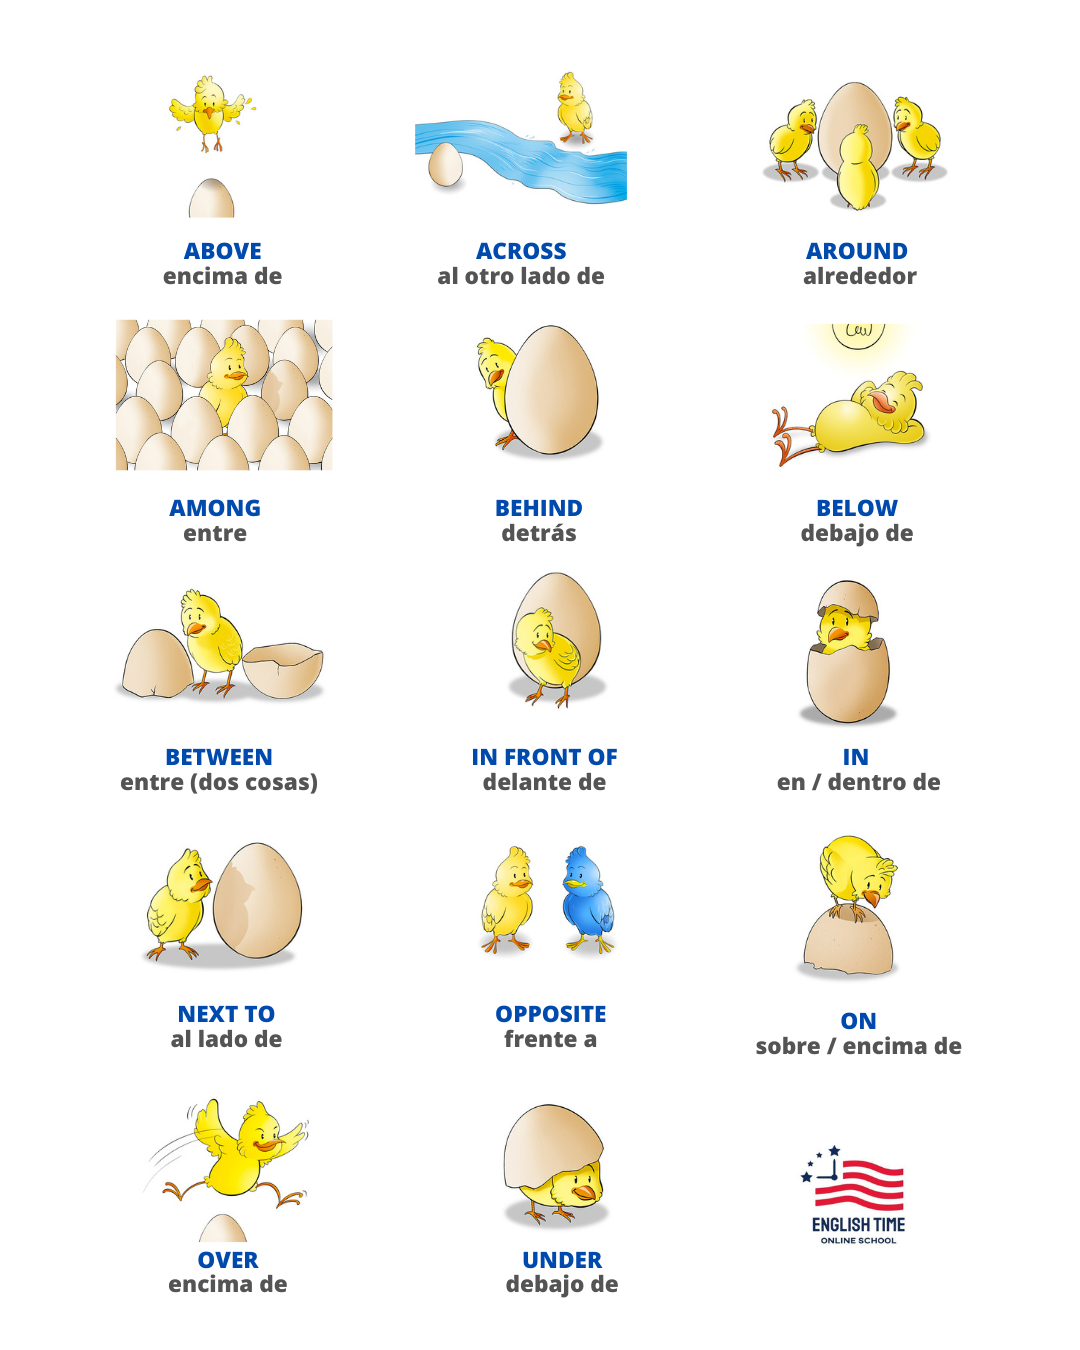 ABOVE
encima de
ACROSS
al otro lado de
AROUND
alrededor
AMONG
entre
BEHIND
detrás
BELOW
debajo de
BETWEEN
entre (dos cosas)
IN FRONT OF
delante de
IN
en / dentro de
NEXT TO
al lado de
OPPOSITE
frente a
ON
sobre / encima de
OVER
encima de
UNDER
debajo de
ENGLISH TIME
ONLINE SCHOOL